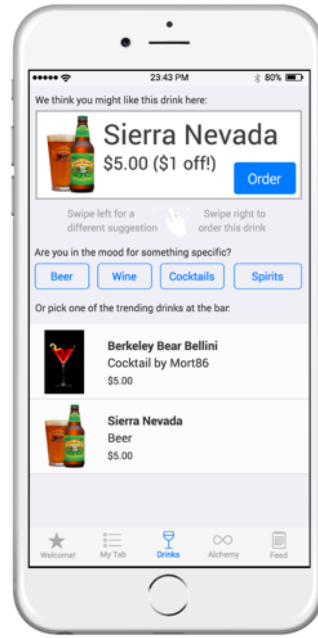 23:43 PM
80%
We think you might like this drink here:
Sierra Nevada
$5.00 ($1 off!)
Order
Swipe left for a
different suggestion
Swipe right to
order this drink
Are you in the mood for something specific?
Beer
Wine
Cocktails
Spirits
Or pick one of the trending drinks at the bar:
Berkeley Bear Bellini
Cocktail by Mort86
$5.00
Sierra Nevada
Beer
$5.00
Welcome!
My Tab
Drinks
Alchemy
Feed